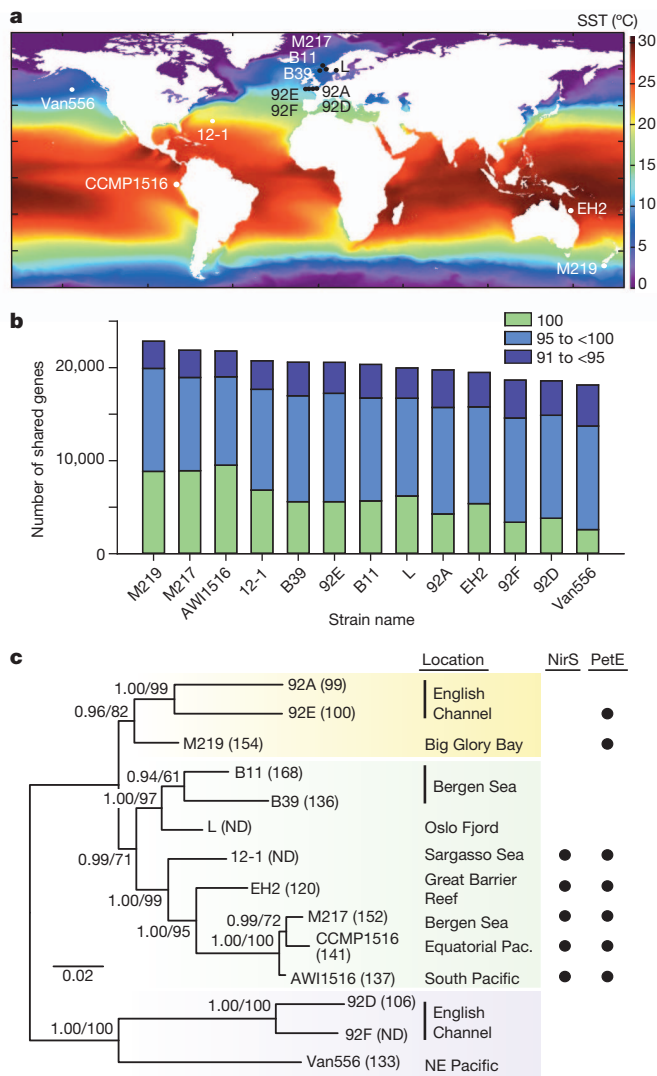 a
SST (°C)
M217
B11
B39
L
92E
92A
92F
92D
Van556
12-1
CCMP1516
EH2
M219
30
25
20
15
10
5
0
b
100
95 to <100
91 to <95
Number of shared genes
20,000
10,000
0
M219
M217
AWI1516
12-1
B39
92E
B11
L
92A
EH2
92F
92D
Van556
Strain name
c
Location NirS PetE
1.00/99
92A (99)
English
Channel
0.96/82
92E (100)
M219 (154) Big Glory Bay
0.94/61
B11 (168)
Bergen Sea
1.00/97
B39 (136)
L (ND) Oslo Fjord
0.99/71
12-1 (ND) Sargasso Sea
1.00/99
EH2 (120) Great Barrier
Reef
1.00/95
0.99/72
M217 (152) Bergen Sea
1.00/100
CCMP1516
(141)
Equatorial Pac.
0.02
AWI1516 (137) South Pacific
1.00/100
92D (106)
English
Channel
1.00/100
92F (ND)
Van556 (133) NE Pacific